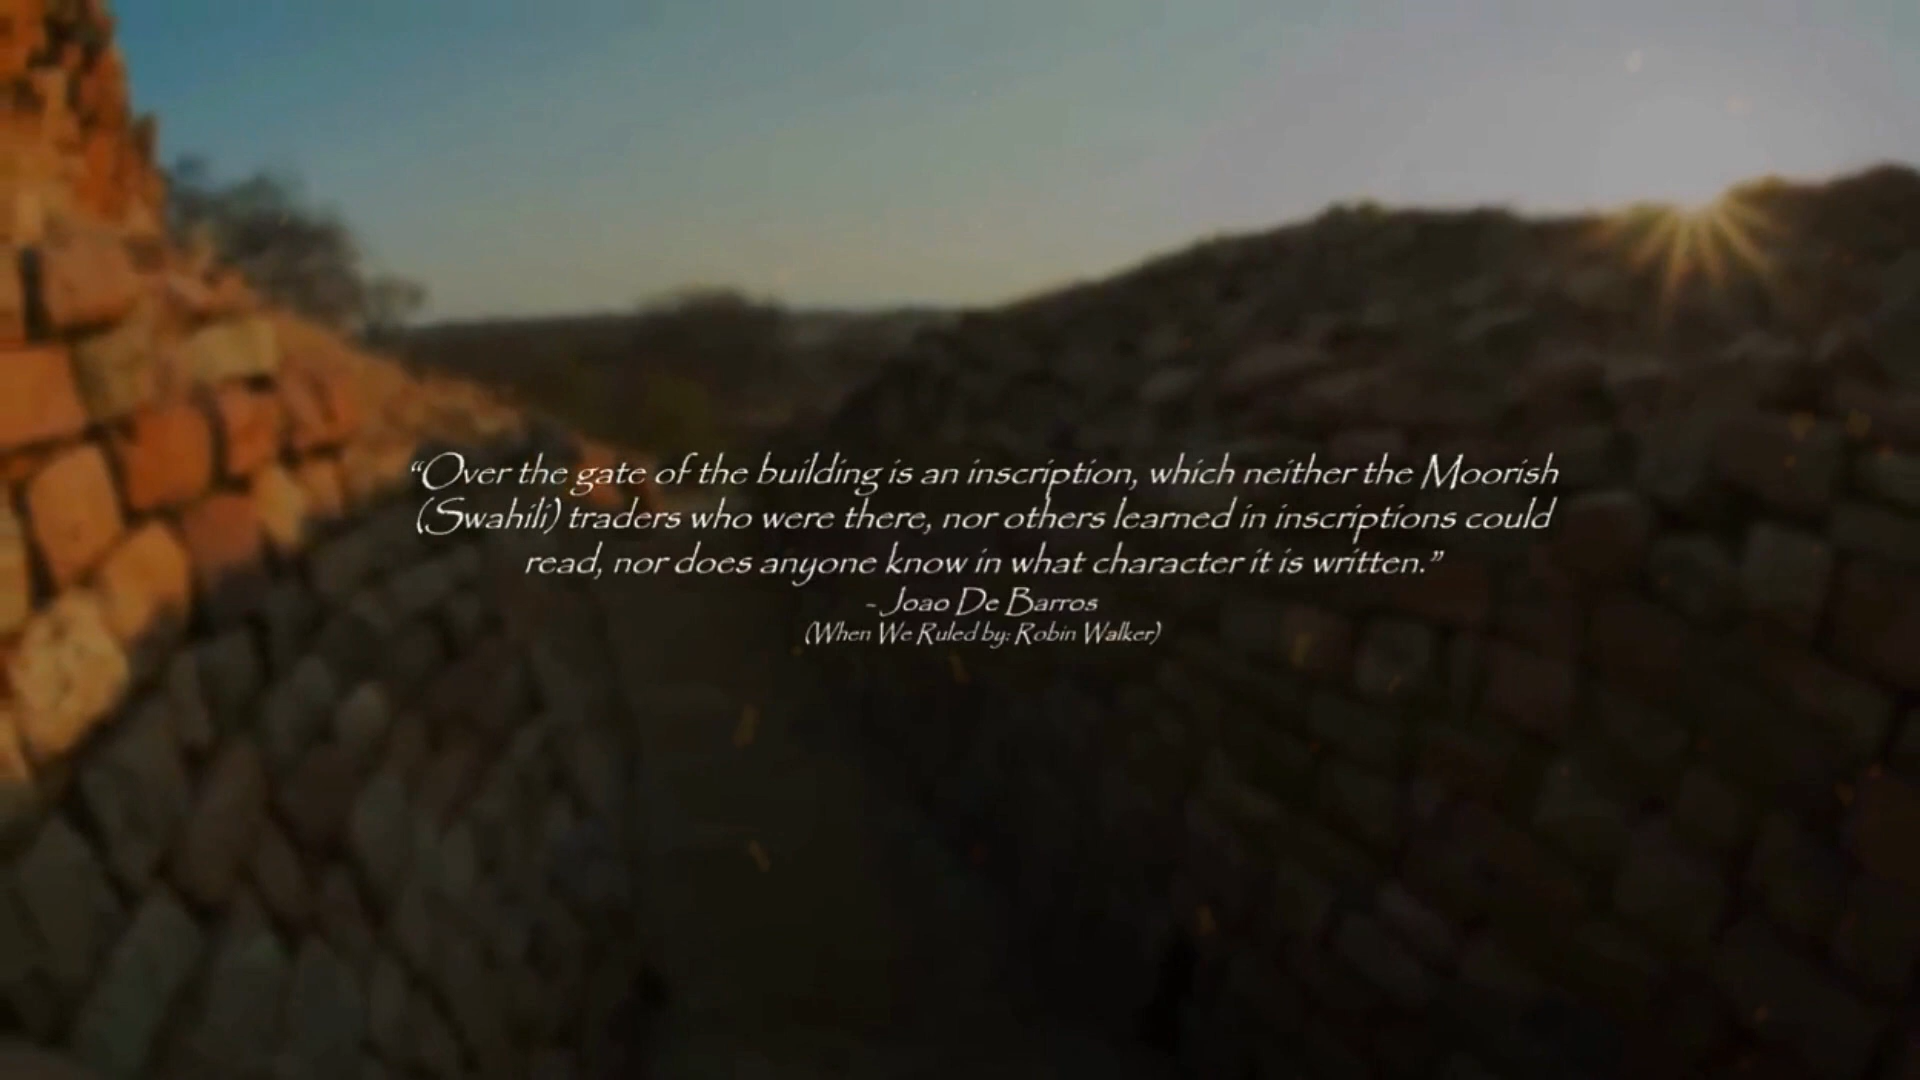 “Over the gate of the building is an inscription, which neither the Moorish
(Swahili) traders who were there, nor others learned in inscriptions could
read, nor does anyone know in what character it is written.”
- Joao De Barros
(When We Ruled by: Robin Walker)